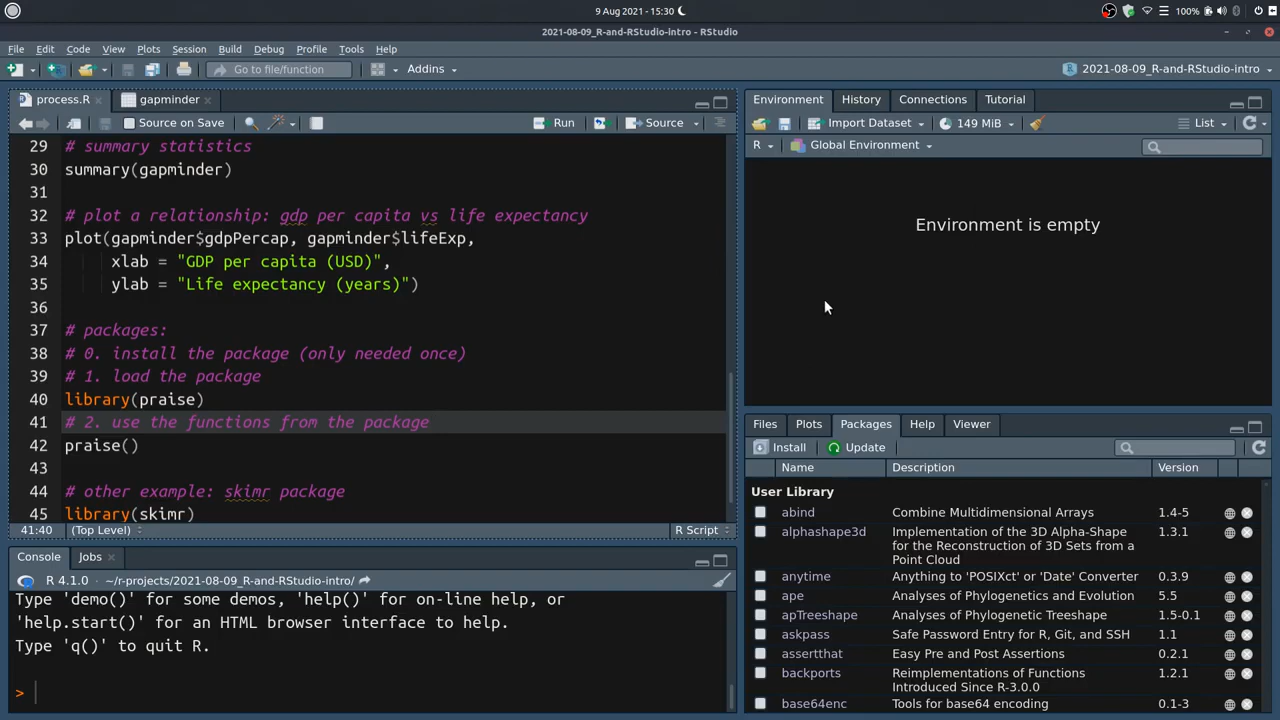 9 Aug 2021 - 15:30
100%
2021-08-09_R-and-RStudio-intro - RStudio
File Edit Code View Plots Session Build Debug Profile Tools Help
Go to file/function Addins 2021-08-09_R-and-RStudio-intro
process.R gapminder
Source on Save Run Source
29 # summary statistics
30 summary(gapminder)
31
32 # plot a relationship: gdp per capita vs life expectancy
33 plot(gapminder$gdpPercap, gapminder$lifeExp,
34 xlab = "GDP per capita (USD)",
35 ylab = "Life expectancy (years)")
36
37 # packages:
38 # 0. install the package (only needed once)
39 # 1. load the package
40 library(praise)
41 # 2. use the functions from the package
42 praise()
43
44 # other example: skimr package
45 library(skimr)
41:40 (Top Level) R Script
Console Jobs
R 4.1.0 · ~/r-projects/2021-08-09_R-and-RStudio-intro/
Type 'demo()' for some demos, 'help()' for on-line help, or
'help.start()' for an HTML browser interface to help.
Type 'q()' to quit R.
>
Environment History Connections Tutorial
Import Dataset 149 MiB List
R Global Environment
Environment is empty
Files Plots Packages Help Viewer
Install Update
Name Description Version
User Library
abind Combine Multidimensional Arrays 1.4-5
alphashape3d Implementation of the 3D Alpha-Shape 1.3.1
for the Reconstruction of 3D Sets from a
Point Cloud
anytime Anything to 'POSIXct' or 'Date' Converter 0.3.9
ape Analyses of Phylogenetics and Evolution 5.5
apTreeshape Analyses of Phylogenetic Treeshape 1.5-0.1
askpass Safe Password Entry for R, Git, and SSH 1.1
assertthat Easy Pre and Post Assertions 0.2.1
backports Reimplementations of Functions 1.2.1
Introduced Since R-3.0.0
base64enc Tools for base64 encoding 0.1-3